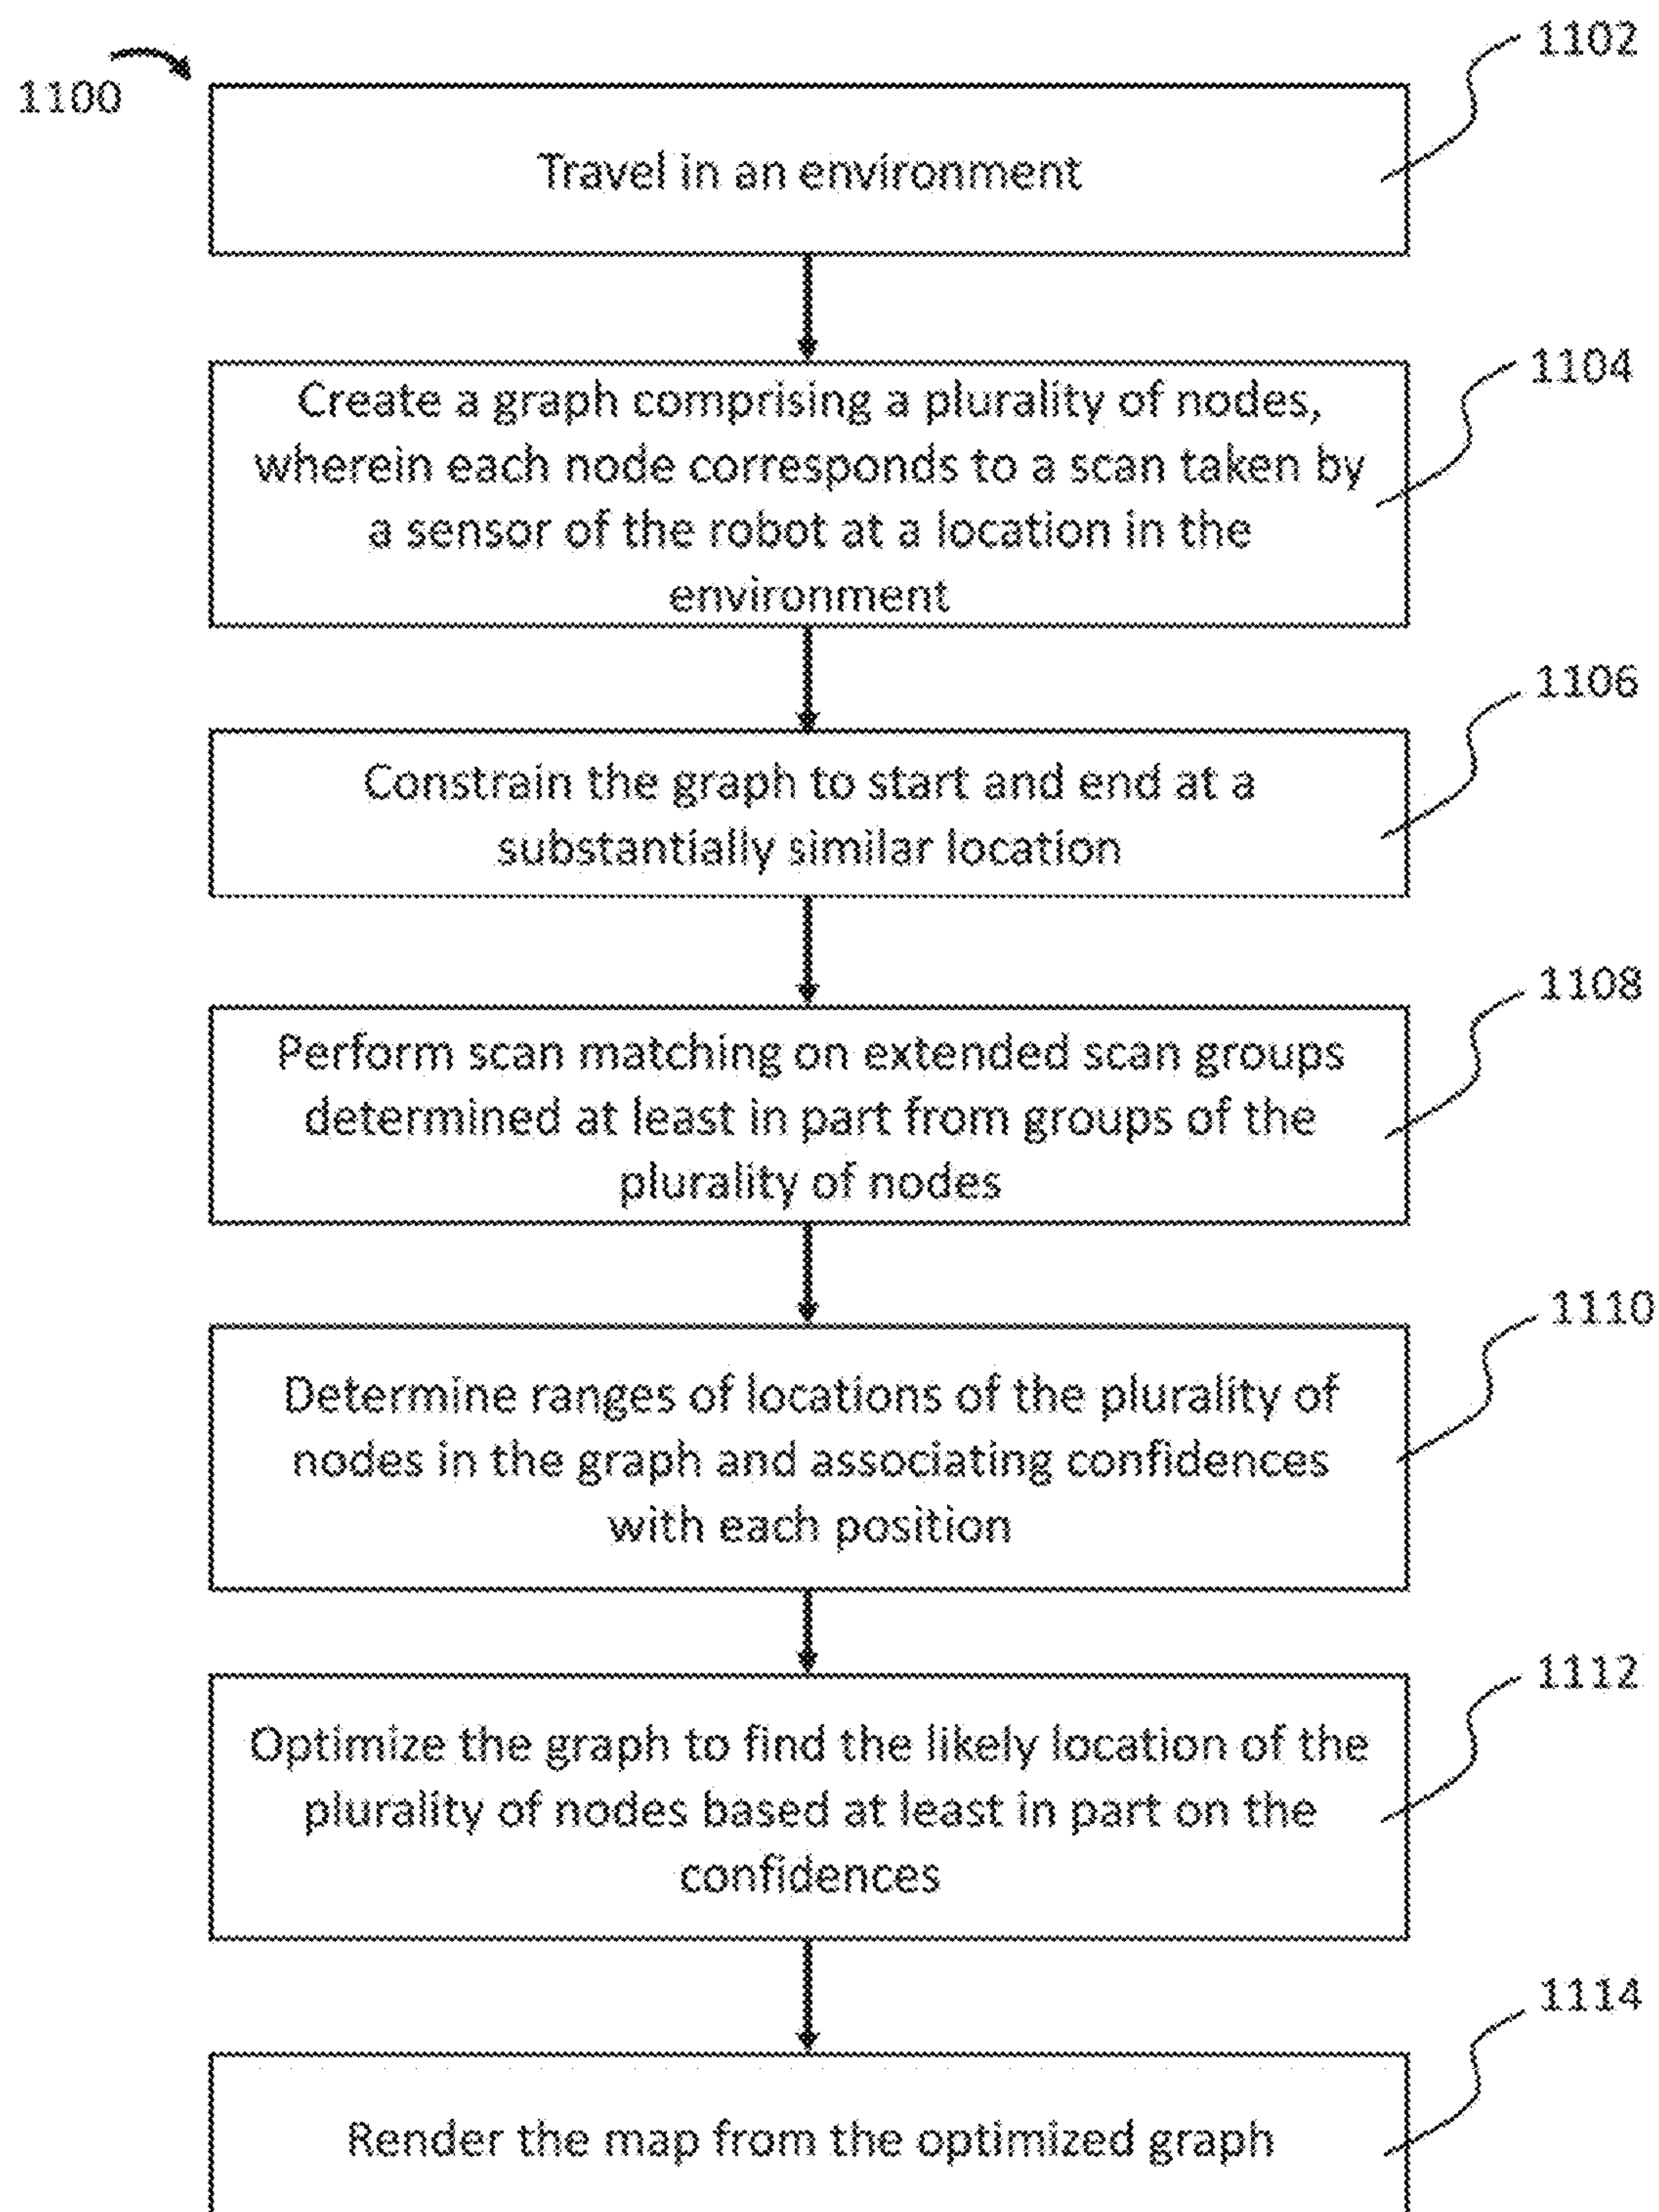 1102
1100
Travel in an environment
1104
Create a graph comprising a plurality of nodes,
wherein each node corresponds to a scan taken by
a sensor of the robot at a location in the
environment
1106
Constrain the graph to start and end at a
substantially similar location
1108
Perform scan matching on extended scan groups
determined at least in part from groups of the
plurality of nodes
1110
Determine ranges of locations of the plurality of
nodes in the graph and associating confidences
with each position
1112
Optimize the graph to find the likely location of the
plurality of nodes based at least in part on the
confidences
1114
Render the map from the optimized graph